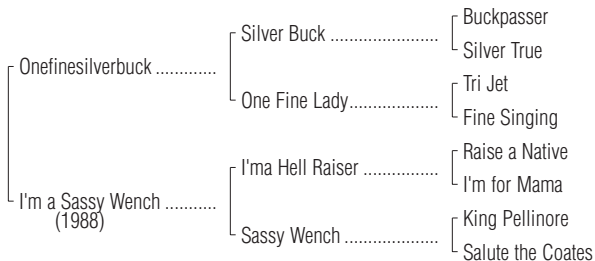 Buckpasser
Silver Buck ......................
Silver True
Onefinesilverbuck .............
Tri Jet
One Fine Lady...................
Fine Singing
Raise a Native
I'ma Hell Raiser ................
I'm for Mama
I'm a Sassy Wench ...........
(1988)
King Pellinore
Sassy Wench ....................
Salute the Coates